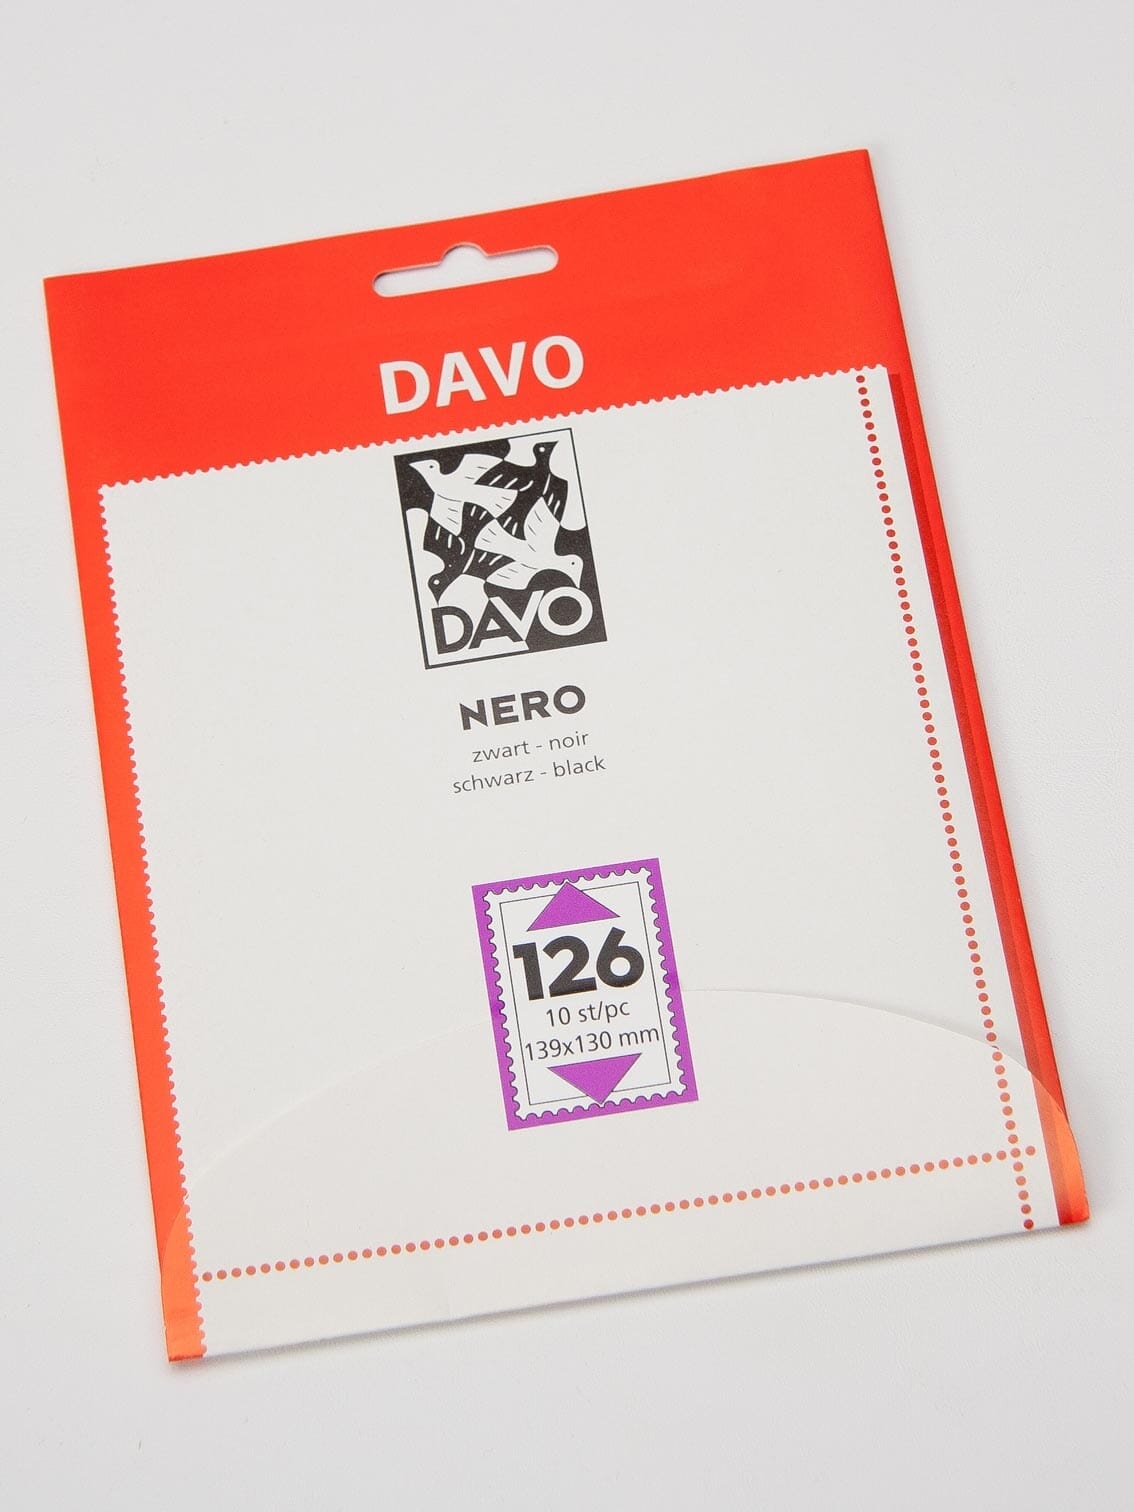 DAVO
DAVO
NERO
zwart - noir
schwarz - black
126
10 st/pc
139x130 mm